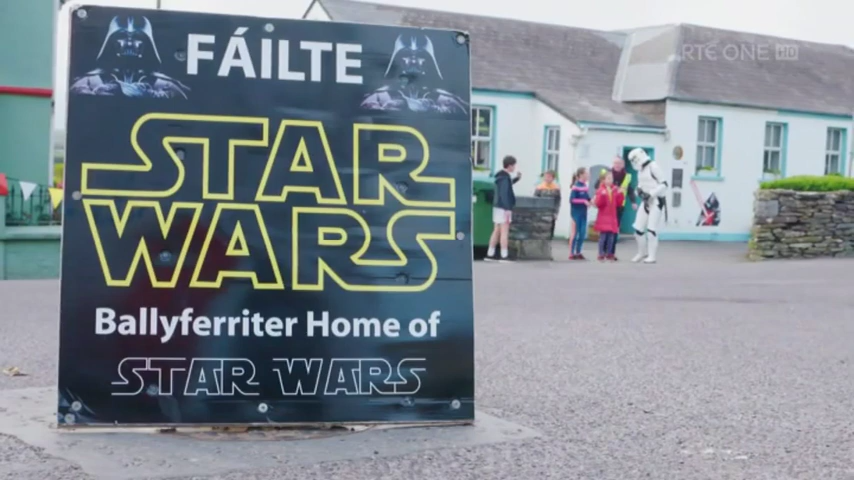 FÁILTE
STAR
WARS
Ballyferriter Home of
STAR WARS
RTÉ ONE HD